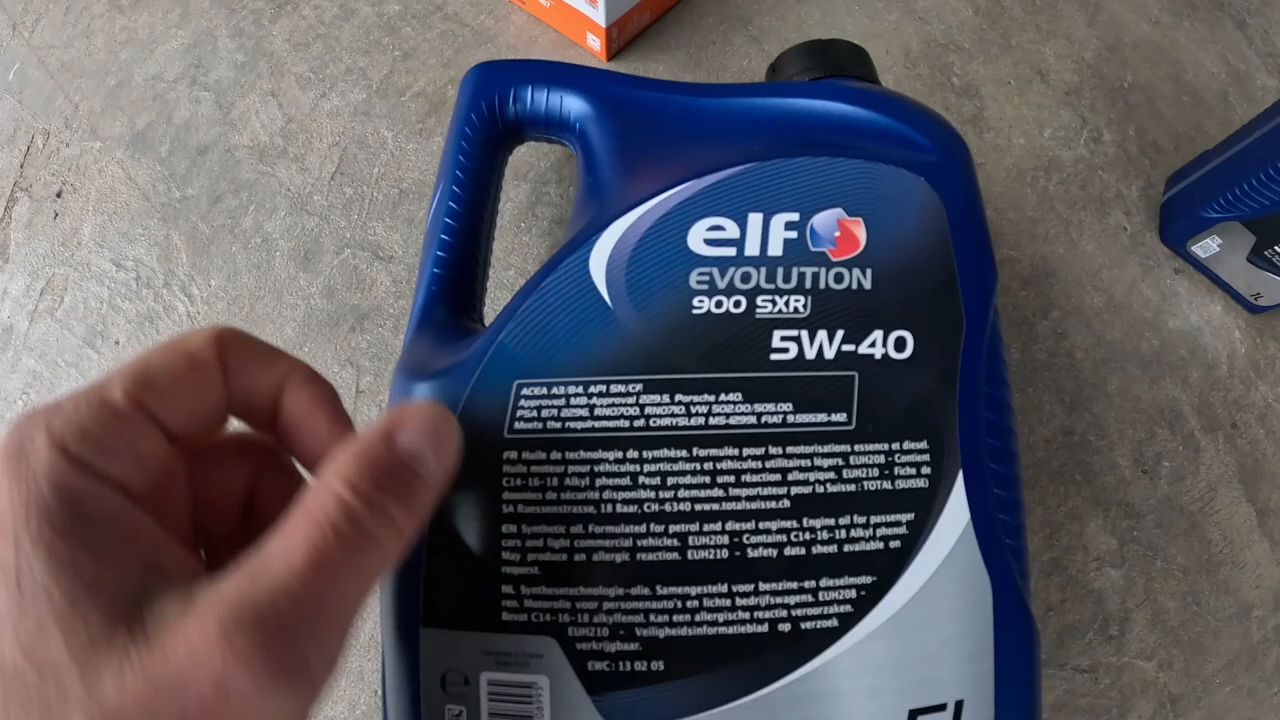 elf
EVOLUTION
900 SXR
5W-40
ACEA A3/B4. API SN/CF.
Approved: MB-Approval 229.5. Porsche A40.
PSA B71 2296. RN0700. RN0710. VW 502.00/505.00.
Meets the requirements of: CHRYSLER MS-12991. FIAT 9.55535-M2.
FR Huile de technologie de synthèse. Formulée pour les motorisations essence et diesel.
Huile moteur pour véhicules particuliers et véhicules utilitaires légers. EUH208 - Contient
C14-16-18 Alkyl phenol. Peut produire une réaction allergique. EUH210 - Fiche de
données de sécurité disponible sur demande. Importateur pour la Suisse : TOTAL (SUISSE)
SA Ruessenstrasse, 18 Baar, CH-6340 www.totalsuisse.ch
EN Synthetic oil. Formulated for petrol and diesel engines. Engine oil for passenger
cars and light commercial vehicles. EUH208 - Contains C14-16-18 Alkyl phenol.
May produce an allergic reaction. EUH210 - Safety data sheet available on
request.
NL Synthesetechnologie-olie. Samengesteld voor benzine-en dieselmoto-
ren. Motorolie voor personenauto's en lichte bedrijfswagens. EUH208 -
Bevat C14-16-18 alkylfenol. Kan een allergische reactie veroorzaken.
EUH210 - Veiligheidsinformatieblad op verzoek
verkrijgbaar.
EWC: 13 02 05
1L